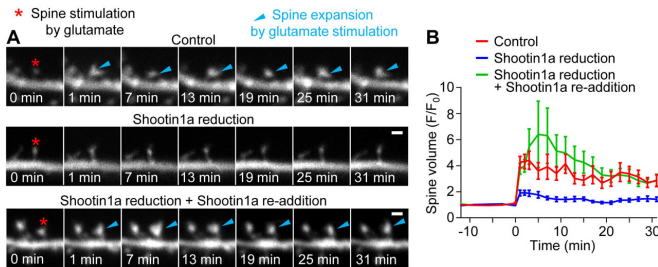 * Spine stimulation by glutamate
Spine expansion by glutamate stimulation
A
Control
0 min 1 min 7 min 13 min 19 min 25 min 31 min
Shootin1a reduction
*
0 min 1 min 7 min 13 min 19 min 25 min 31 min
Shootin1a reduction + Shootin1a re-addition
*
0 min 1 min 7 min 13 min 19 min 25 min 31 min
B
Control
Shootin1a reduction
Shootin1a reduction
+ Shootin1a re-addition
Spine volume (F/F0)
10
8
6
4
2
0
-10 0 10 20 30
Time (min)